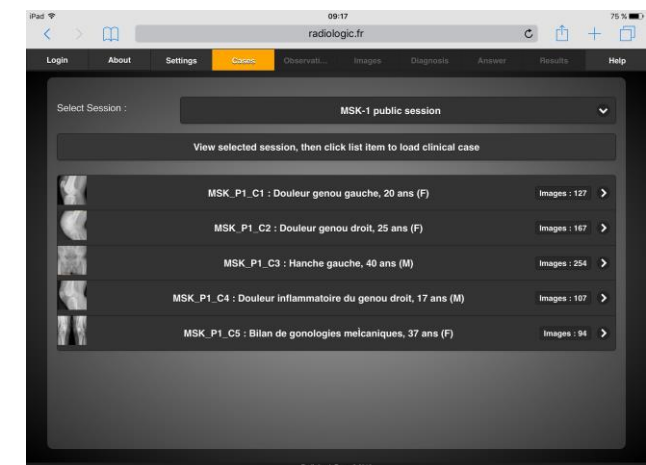 iPad 09:17 75 %
radiologic.fr
Login About Settings Cases Observati... Images Diagnosis Answer Results Help
Select Session : MSK-1 public session
View selected session, then click list item to load clinical case
MSK_P1_C1 : Douleur genou gauche, 20 ans (F) Images : 127
MSK_P1_C2 : Douleur genou droit, 25 ans (F) Images : 167
MSK_P1_C3 : Hanche gauche, 40 ans (M) Images : 254
MSK_P1_C4 : Douleur inflammatoire du genou droit, 17 ans (M) Images : 107
MSK_P1_C5 : Bilan de gonologies mećcaniques, 37 ans (F) Images : 94